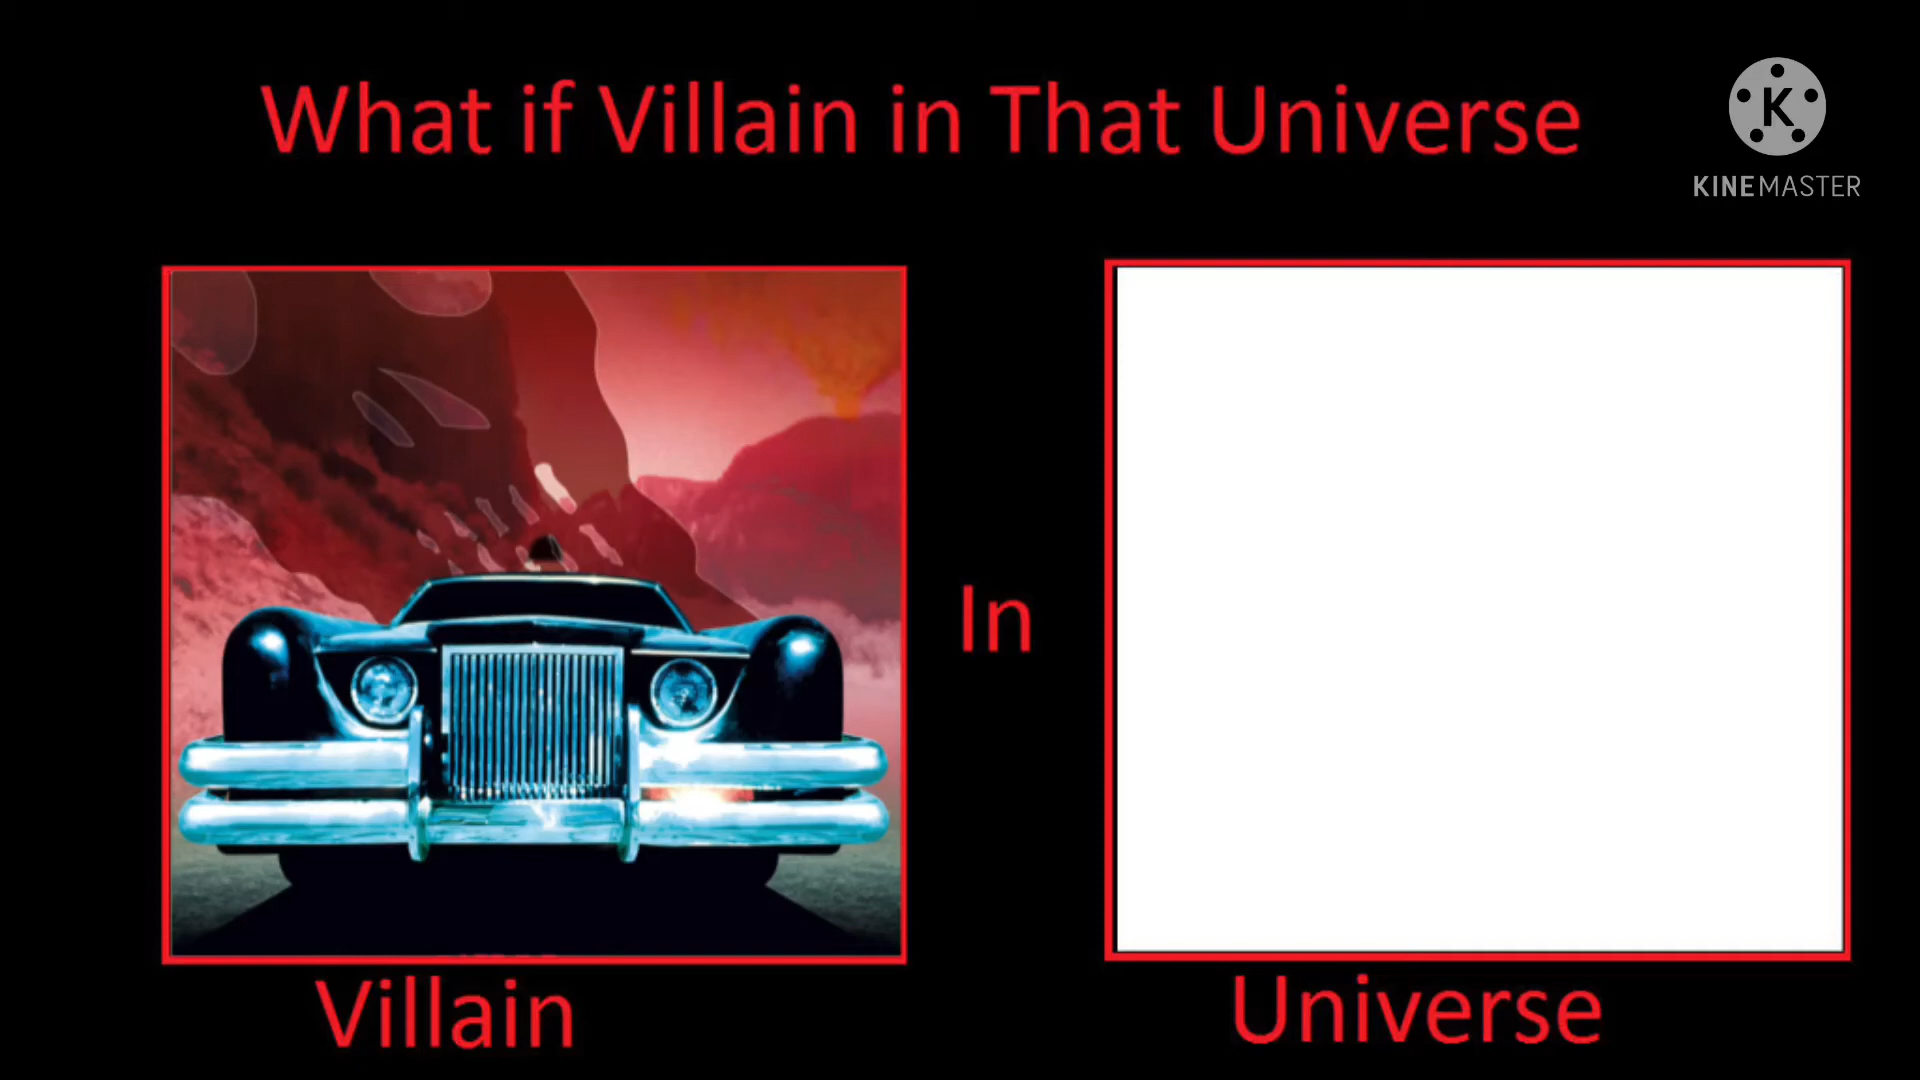 What if Villain in That Universe
K
KINEMASTER
In
Villain
Universe